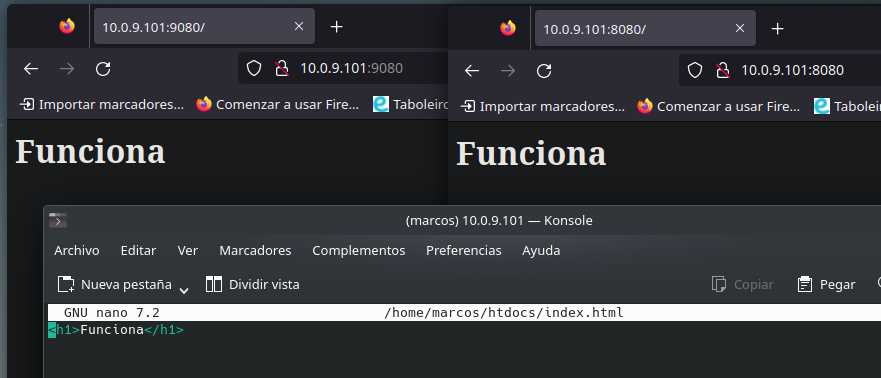 10.0.9.101:9080/
10.0.9.101:9080
Importar marcadores... Comenzar a usar Fire... Taboleiro
Funciona
10.0.9.101:8080/
10.0.9.101:8080
Importar marcadores... Comenzar a usar Fire... Taboleiro
Funciona
(marcos) 10.0.9.101 — Konsole
Archivo Editar Ver Marcadores Complementos Preferencias Ayuda
Nueva pestaña Dividir vista Copiar Pegar
GNU nano 7.2 /home/marcos/htdocs/index.html
<h1>Funciona</h1>